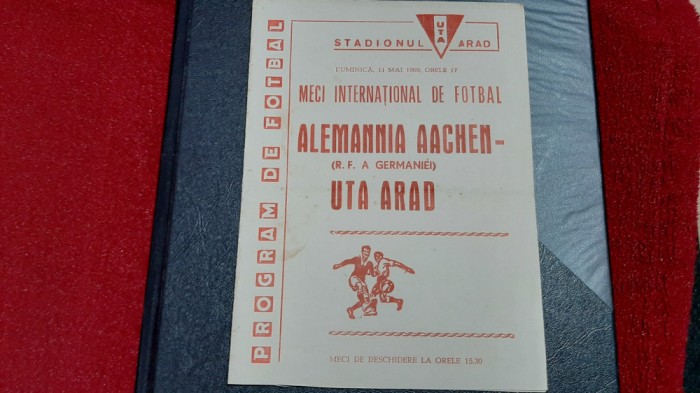 PROGRAM DE FOTBAL
UTA
STADIONUL ARAD
DUMINICĂ, 11 MAI 1969, ORELE 17
MECI INTERNAȚIONAL DE FOTBAL
ALEMANNIA AACHEN-
(R. F. A GERMANIEI)
UTA ARAD
MECI DE DESCHIDERE LA ORELE 15,30